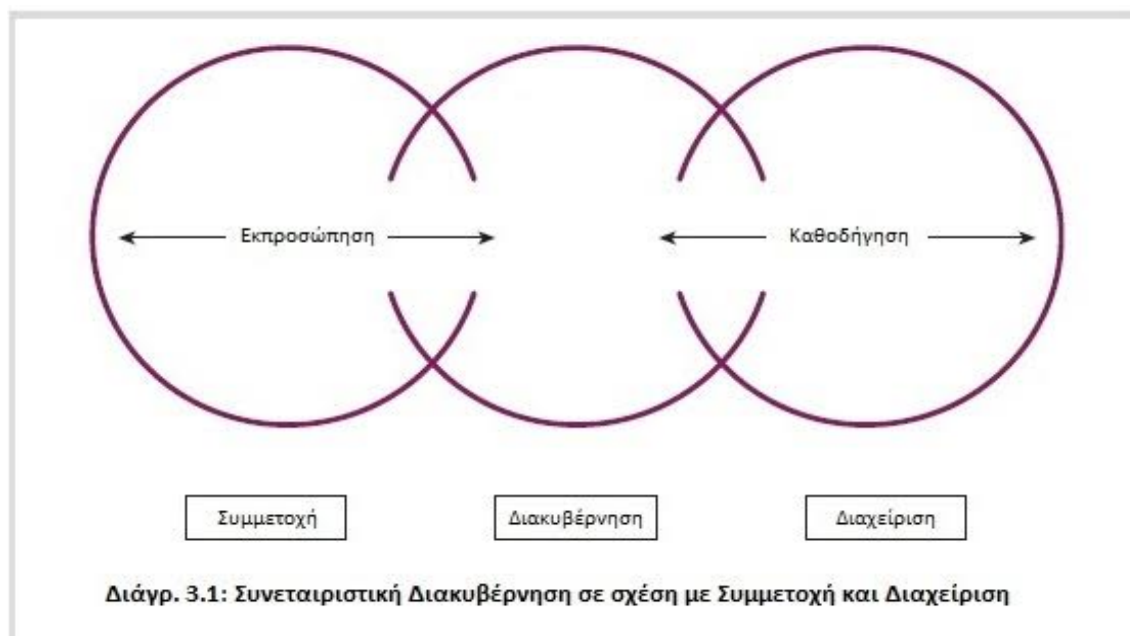 Εκπροσώπηση
Καθοδήγηση
Συμμετοχή
Διακυβέρνηση
Διαχείριση
Διάγρ. 3.1: Συνεταιριστική Διακυβέρνηση σε σχέση με Συμμετοχή και Διαχείριση